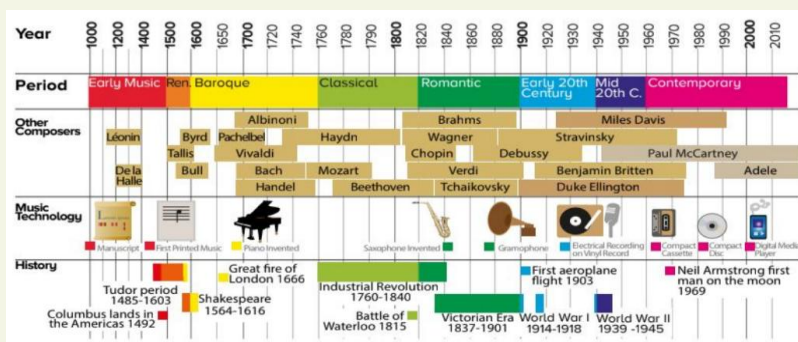 Year
1000 1200 1400 1500 1600 1650 1700 1720 1740 1760 1780 1790 1800 1820 1840 1860 1880 1900 1920 1930 1940 1950 1960 1970 1980 2000 2010
Period
Early Music Ren. Baroque Classical Romantic Early 20th Century Mid 20th C. Contemporary
Other Composers
Albinoni Brahms Miles Davis
Léonin Byrd Pachelbel Haydn Wagner Stravinsky
Tallis Vivaldi Chopin Debussy Paul McCartney
De la Halle Bull Bach Mozart Verdi Benjamin Britten Adele
Handel Beethoven Tchaikovsky Duke Ellington
Music Technology
Manuscript First Printed Music Piano Invented Saxophone Invented Gramophone Electrical Recording on Vinyl Record Compact Cassette Compact Disc Digital Media Player
History
Tudor period
1485-1603
Columbus lands in
the Americas 1492
Shakespeare
1564-1616
Great fire of
London 1666
Industrial Revolution
1760-1840
Battle of
Waterloo 1815
Victorian Era
1837-1901
First aeroplane
flight 1903
World War I
1914-1918
World War II
1939 -1945
Neil Armstrong first
man on the moon
1969